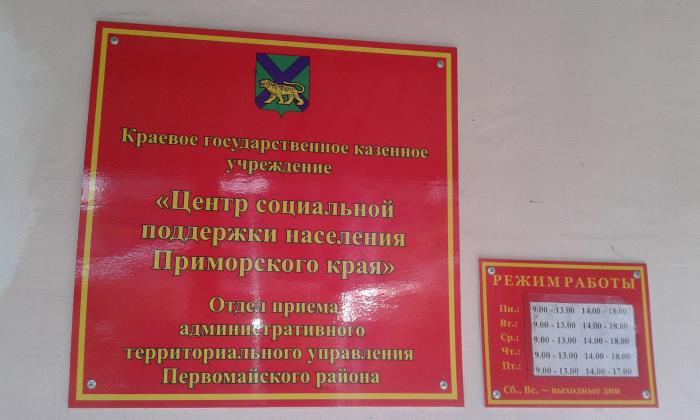 Краевое государственное казенное
учреждение
«Центр социальной
поддержки населения
Приморского края»
Отдел приема
административного
территориального управления
Первомайского района
РЕЖИМ РАБОТЫ
Пн.: 9.00 - 13.00 14.00 - 18.00
Вт.: 9.00 - 13.00 14.00 - 18.00
Ср.: 9.00 - 13.00 14.00 - 18.00
Чт.: 9.00 - 13.00 14.00 - 18.00
Пт.: 9.00 - 13.00 14.00 - 17.00
Сб., Вс. — выходные дни